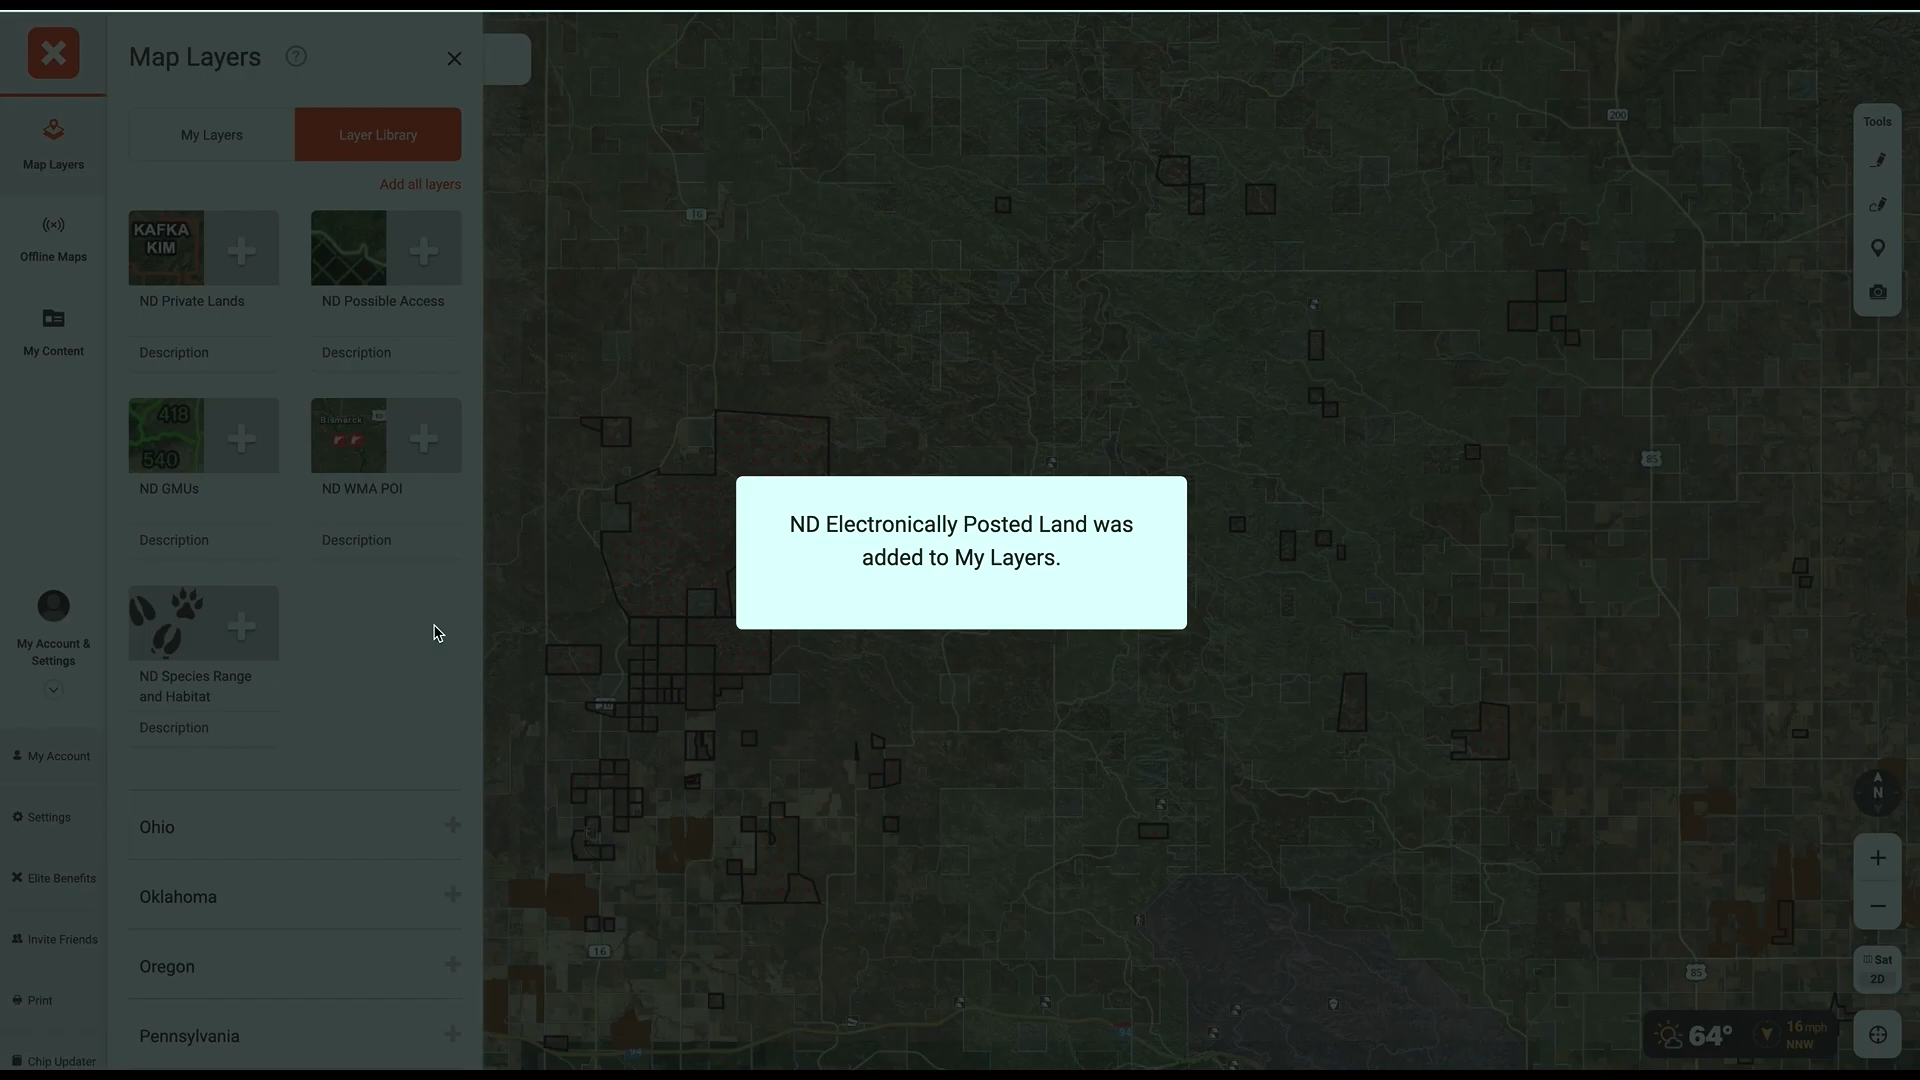 Map Layers
?
My Layers
Layer Library
Add all layers
Map Layers
Offline Maps
My Content
My Account &
Settings
My Account
Settings
Elite Benefits
Invite Friends
Print
Chip Updater
KAFKA
KIM
ND Private Lands
Description
ND Possible Access
Description
418
540
ND GMUs
Description
Bismarck
ND WMA POI
Description
ND Species Range
and Habitat
Description
Ohio
Oklahoma
Oregon
Pennsylvania
ND Electronically Posted Land was
added to My Layers.
16
200
85
16
85
94
94
Tools
N
Sat
2D
64°
16 mph
NNW